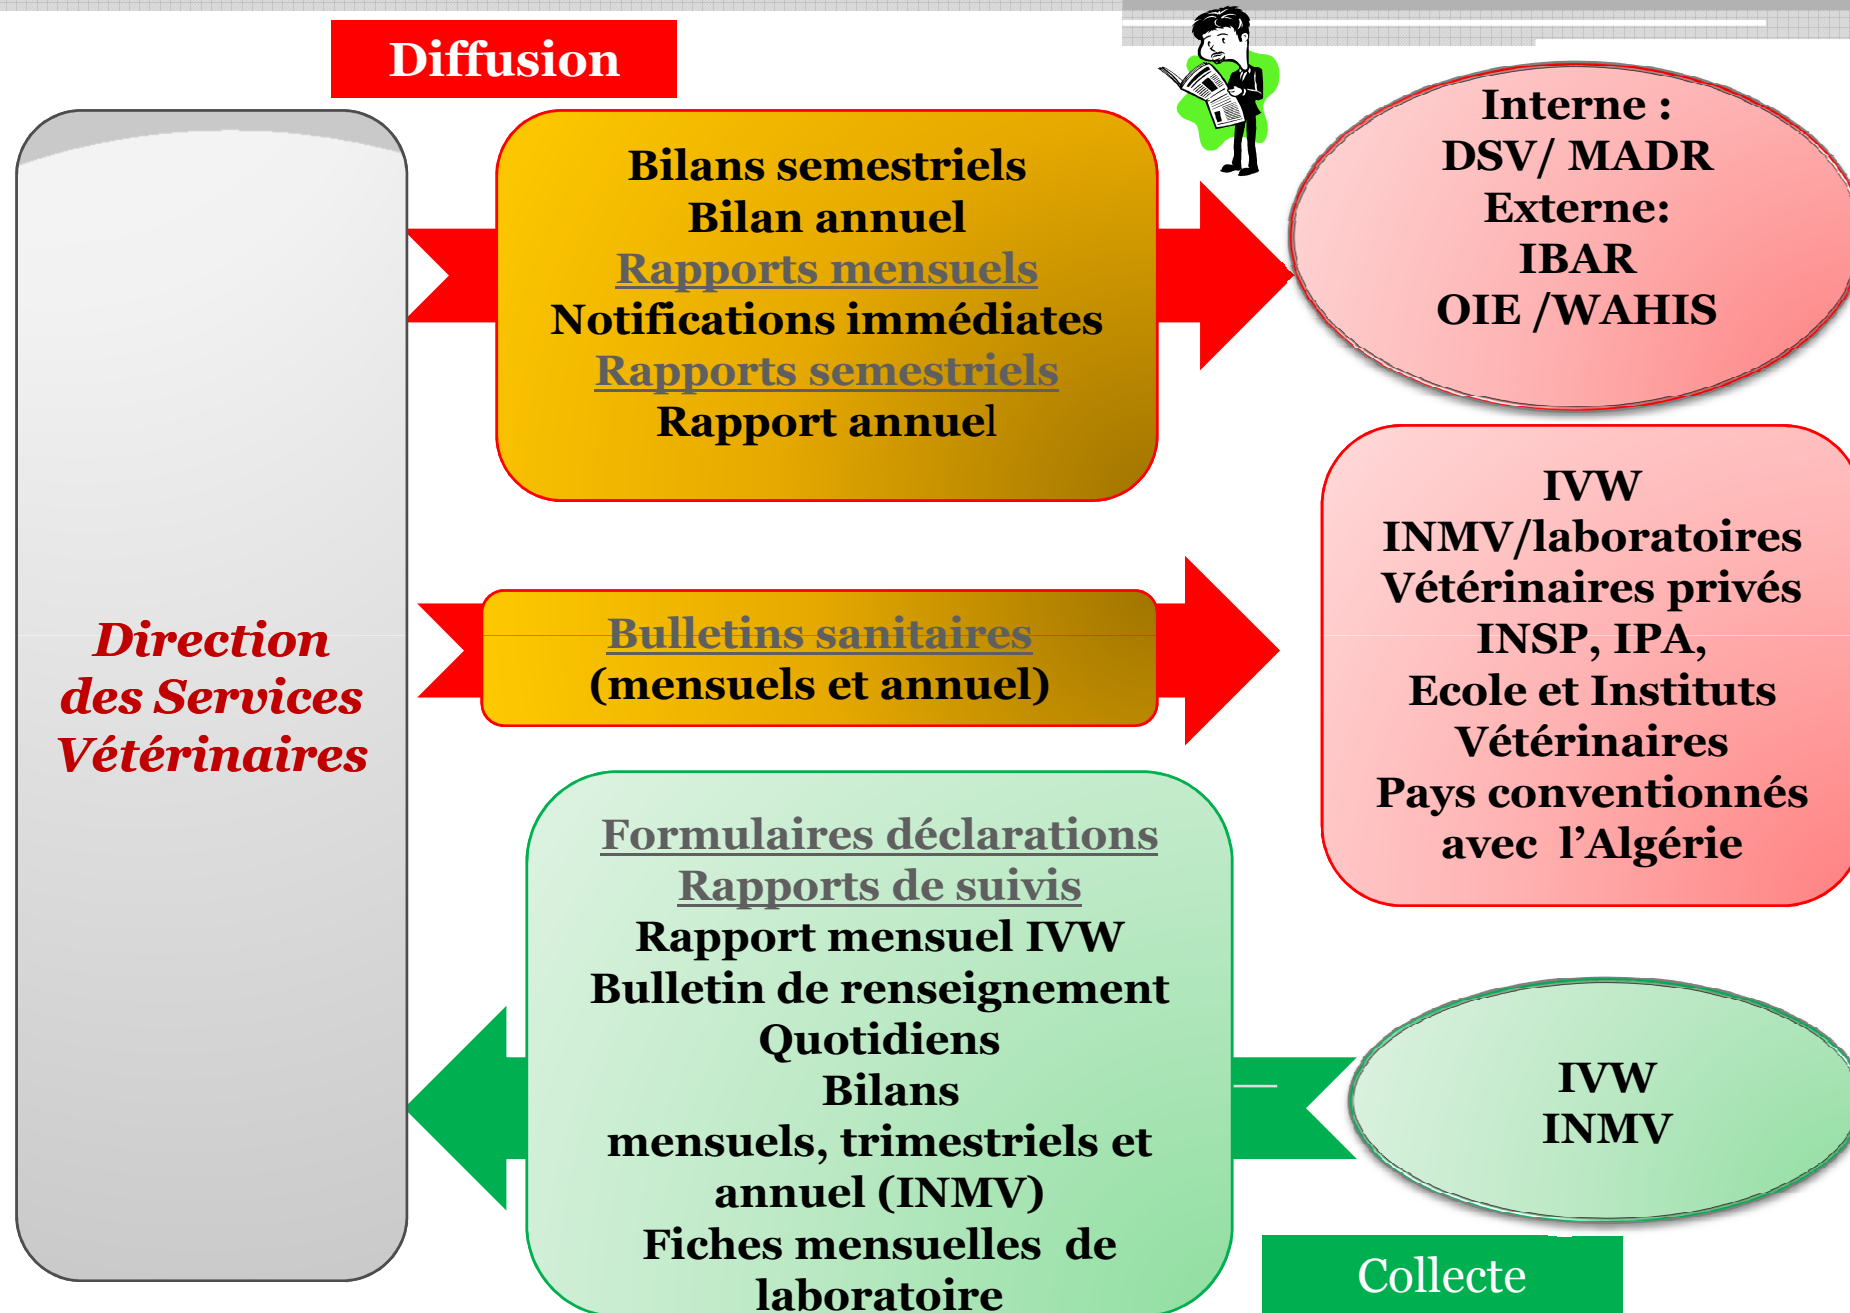 Diffusion
Direction
des Services
Vétérinaires
Bilans semestriels
Bilan annuel
Rapports mensuels
Notifications immédiates
Rapports semestriels
Rapport annuel
Interne :
DSV/ MADR
Externe:
IBAR
OIE /WAHIS
Bulletins sanitaires
(mensuels et annuel)
IVW
INMV/laboratoires
Vétérinaires privés
INSP, IPA,
Ecole et Instituts
Vétérinaires
Pays conventionnés
avec l’Algérie
Formulaires déclarations
Rapports de suivis
Rapport mensuel IVW
Bulletin de renseignement
Quotidiens
Bilans
mensuels, trimestriels et
annuel (INMV)
Fiches mensuelles de
laboratoire
IVW
INMV
Collecte